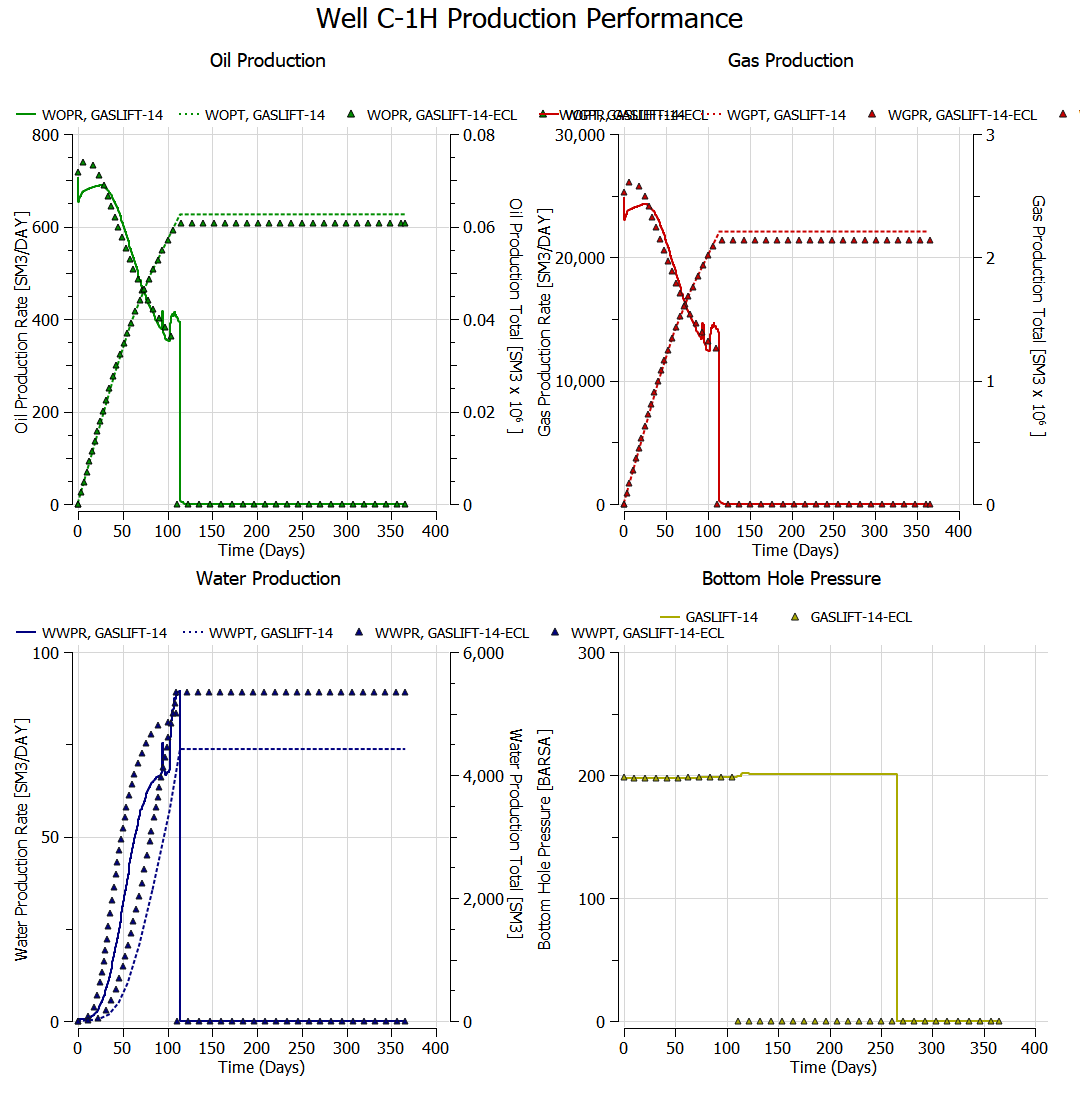 Well C-1H Production Performance
Oil Production
WOPR, GASLIFT-14
WOPT, GASLIFT-14
WOPR, GASLIFT-14-ECL
800
600
400
200
0
0.08
0.06
0.04
0.02
0
Oil Production Rate [SM3/DAY]
Oil Production Total [SM3 x 10⁶ ]
0 50 100 150 200 250 300 350 400
Time (Days)
Gas Production
WGPT, GASLIFT-14
WGPR, GASLIFT-14-ECL
30,000
20,000
10,000
0
3
2
1
0
Gas Production Rate [SM3/DAY]
Gas Production Total [SM3 x 10⁶ ]
0 50 100 150 200 250 300 350 400
Time (Days)
Water Production
WWPR, GASLIFT-14
WWPT, GASLIFT-14
WWPR, GASLIFT-14-ECL
WWPT, GASLIFT-14-ECL
100
50
0
6,000
4,000
2,000
0
Water Production Rate [SM3/DAY]
Water Production Total [SM3]
0 50 100 150 200 250 300 350 400
Time (Days)
Bottom Hole Pressure
GASLIFT-14
GASLIFT-14-ECL
300
200
100
0
Bottom Hole Pressure [BARSA]
0 50 100 150 200 250 300 350 400
Time (Days)